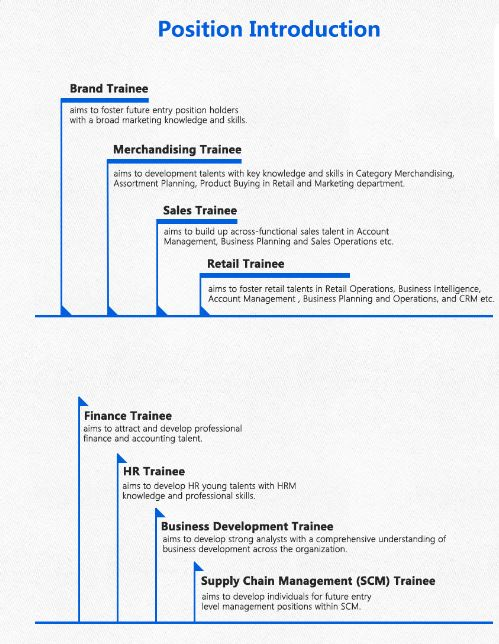 Position Introduction
Brand Trainee
aims to foster future entry position holders
with a broad marketing knowledge and skills.
Merchandising Trainee
aims to development talents with key knowledge and skills in Category Merchandising,
Assortment Planning, Product Buying in Retail and Marketing department.
Sales Trainee
aims to build up across-functional sales talent in Account
Management, Business Planning and Sales Operations etc.
Retail Trainee
aims to foster retail talents in Retail Operations, Business Intelligence,
Account Management , Business Planning and Operations, and CRM etc.
Finance Trainee
aims to attract and develop professional
finance and accounting talent.
HR Trainee
aims to develop HR young talents with HRM
knowledge and professional skills.
Business Development Trainee
aims to develop strong analysts with a comprehensive understanding of
business development across the organization.
Supply Chain Management (SCM) Trainee
aims to develop individuals for future entry
level management positions within SCM.